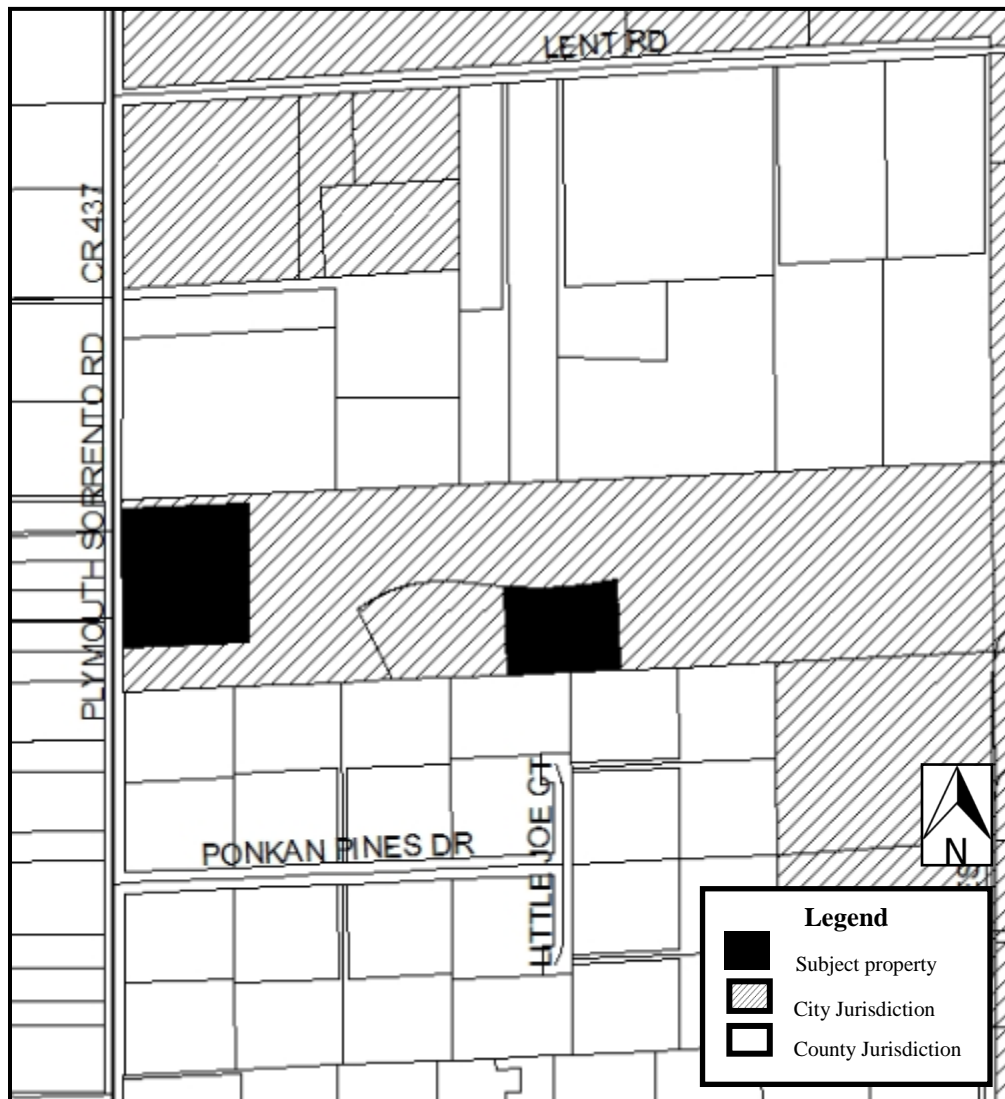 LENT RD
CR 437
PLYMOUTH SORRENTO RD
LITTLE JOE CT
PONKAN PINES DR
N
Legend
Subject property
City Jurisdiction
County Jurisdiction